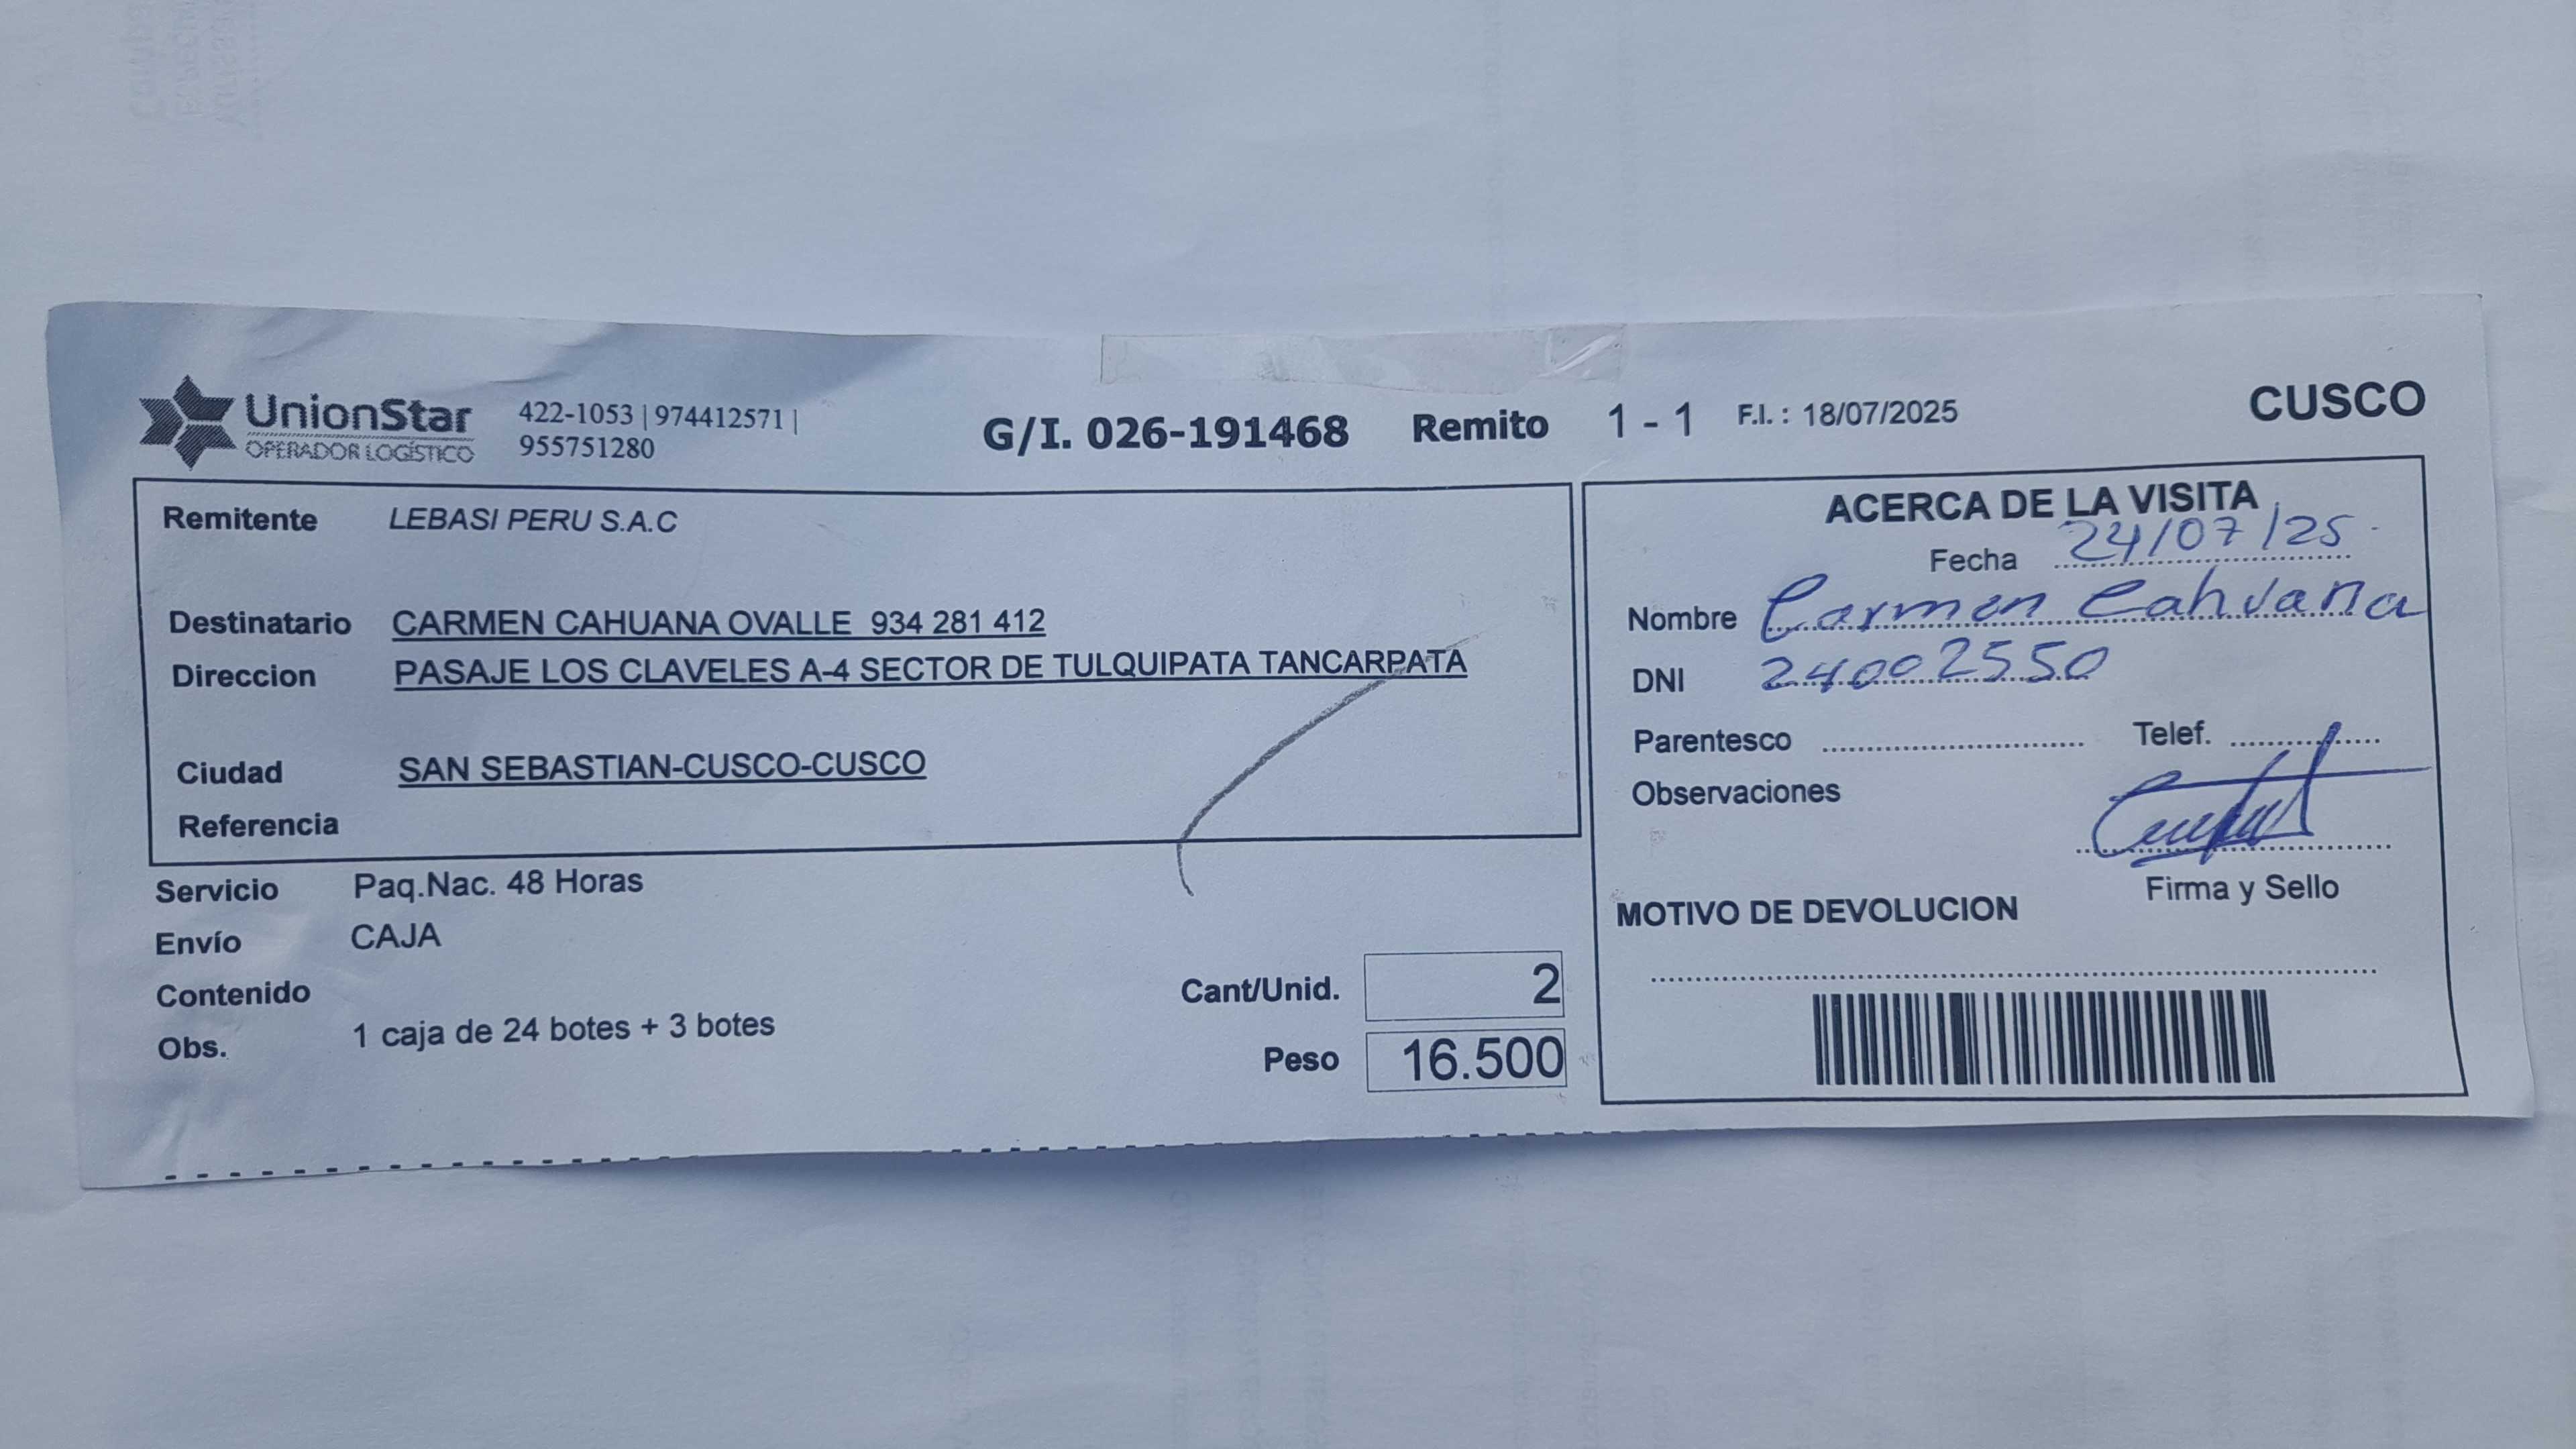 UnionStar
OPERADOR LOGÍSTICO
422-1053 | 974412571 |
955751280
G/I. 026-191468 Remito 1 - 1 F.I. : 18/07/2025
CUSCO
Remitente LEBASI PERU S.A.C
Destinatario CARMEN CAHUANA OVALLE 934 281 412
Direccion PASAJE LOS CLAVELES A-4 SECTOR DE TULQUIPATA TANCARPATA
Ciudad SAN SEBASTIAN-CUSCO-CUSCO
Referencia
Servicio Paq.Nac. 48 Horas
Envío CAJA
Contenido
Obs. 1 caja de 24 botes + 3 botes
Cant/Unid. 2
Peso 16.500
ACERCA DE LA VISITA
Fecha 24/07/25
Nombre Carmen Cahuana
DNI 24002550
Parentesco Telef.
Observaciones
Firma y Sello
MOTIVO DE DEVOLUCION